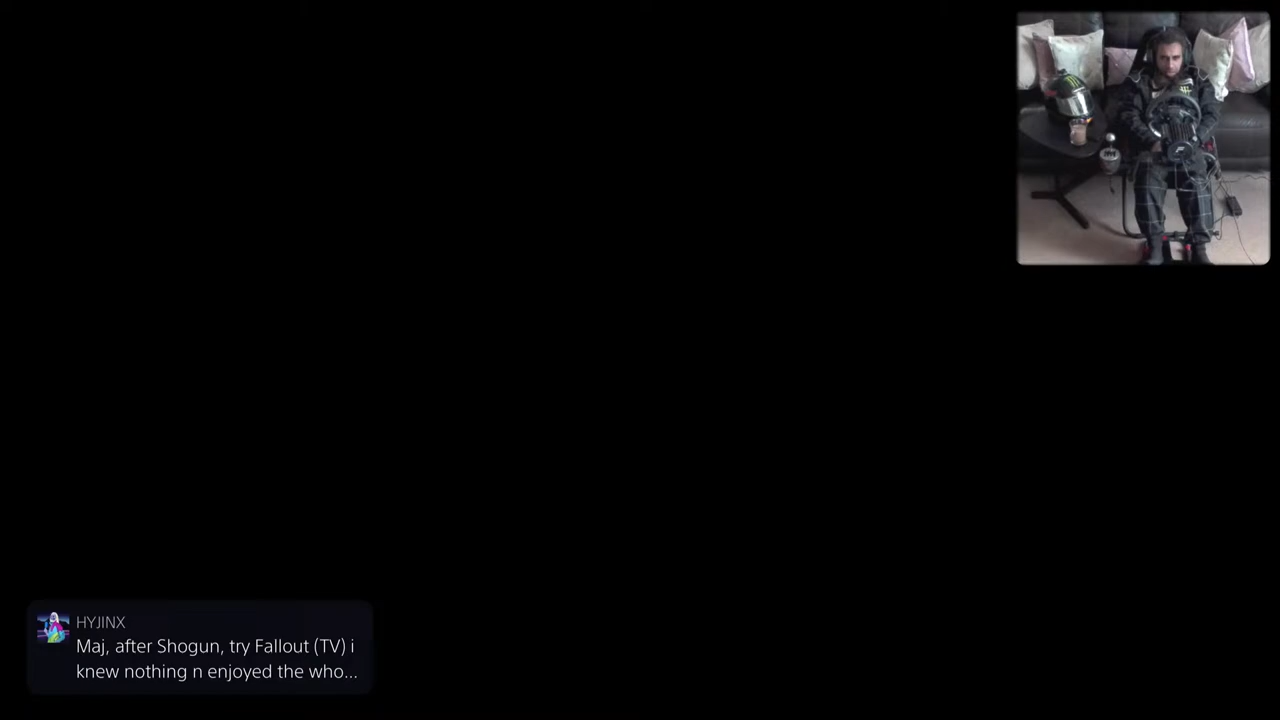 HYJINX
Maj, after Shogun, try Fallout (TV) i
knew nothing n enjoyed the who...